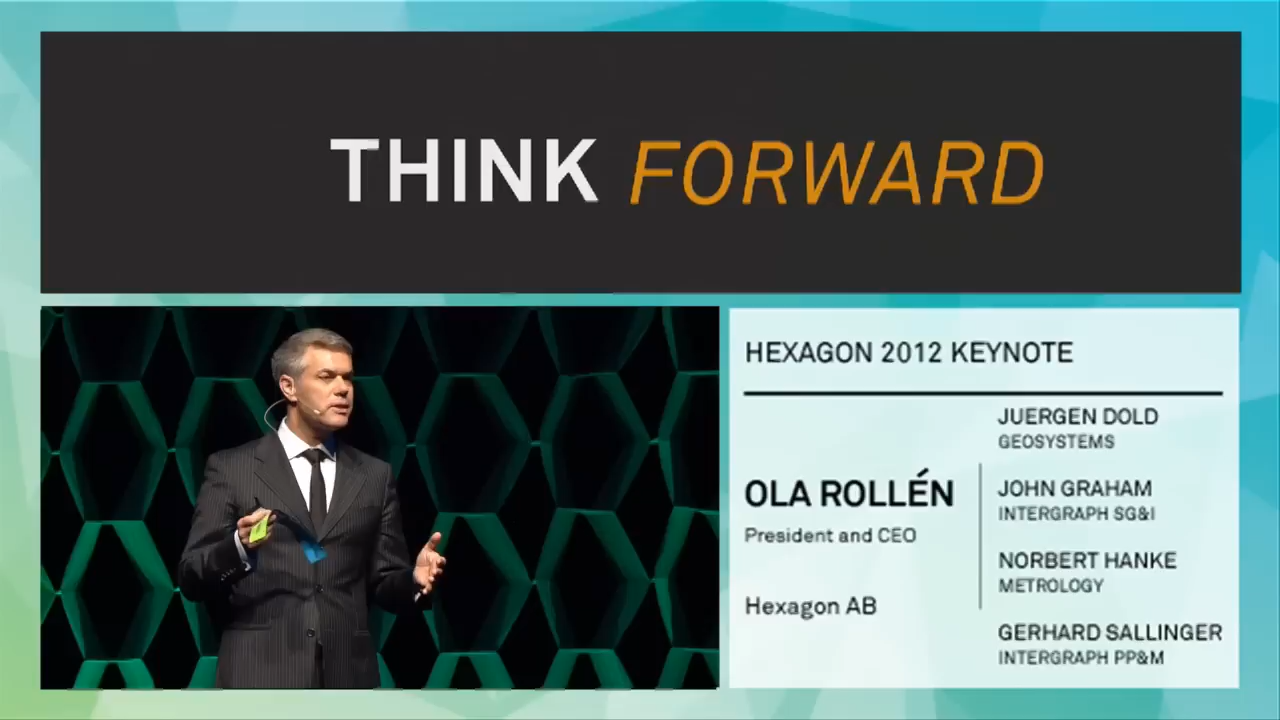 THINK FORWARD
HEXAGON 2012 KEYNOTE
OLA ROLLÉN
President and CEO
Hexagon AB
JUERGEN DOLD
GEOSYSTEMS
JOHN GRAHAM
INTERGRAPH SG&I
NORBERT HANKE
METROLOGY
GERHARD SALLINGER
INTERGRAPH PP&M